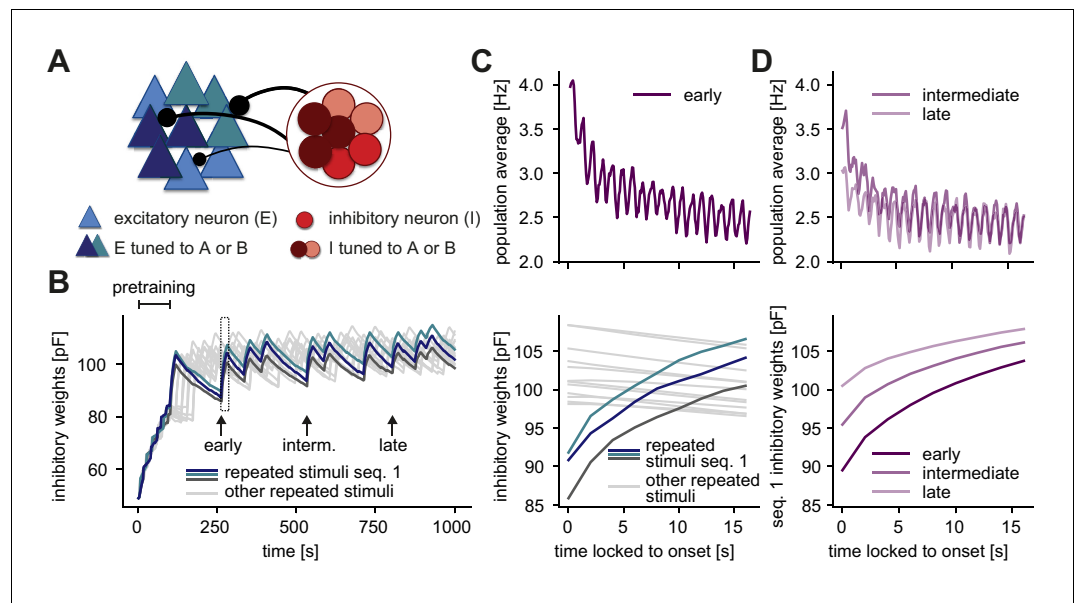 A
excitatory neuron (E)
inhibitory neuron (I)
E tuned to A or B
I tuned to A or B
B
pretraining
inhibitory weights [pF]
100
80
60
early
interm.
late
repeated stimuli seq. 1
other repeated stimuli
0
250
500
750
1000
time [s]
C
population average [Hz]
4.0
3.5
3.0
2.5
2.0
early
inhibitory weights [pF]
105
100
95
90
85
repeated
stimuli seq. 1
other repeated
stimuli
0
5
10
15
time locked to onset [s]
D
population average [Hz]
4.0
3.5
3.0
2.5
2.0
intermediate
late
seq. 1 inhibitory weights [pF]
105
100
95
90
85
early
intermediate
late
0
5
10
15
time locked to onset [s]